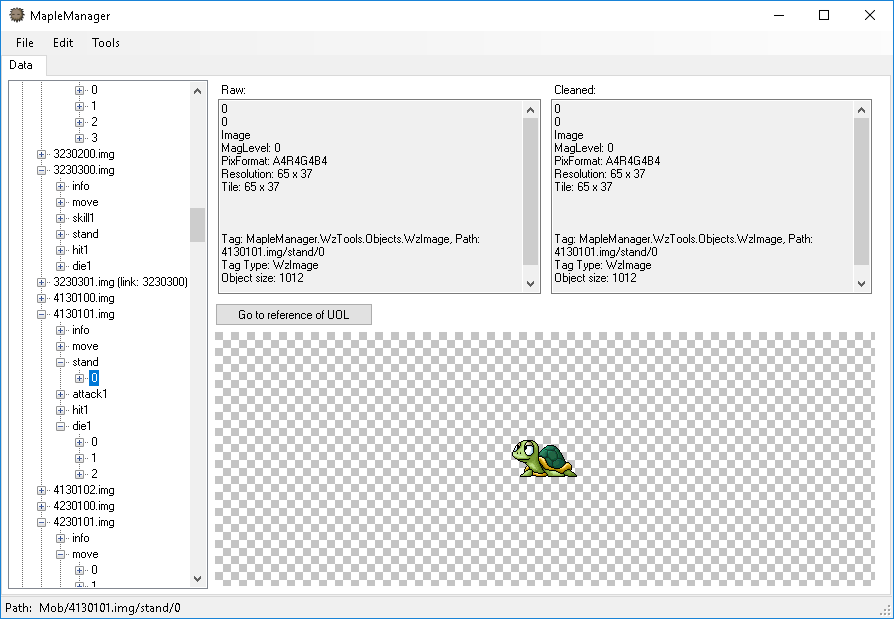 MapleManager
File Edit Tools
Data
0
1
2
3
3230200.img
3230300.img
info
move
skill1
stand
hit1
die1
3230301.img (link: 3230300)
4130100.img
4130101.img
info
move
stand
0
attack1
hit1
die1
0
1
2
4130102.img
4230100.img
4230101.img
info
move
0
1
Raw:
0
0
Image
MagLevel: 0
PixFormat: A4R4G4B4
Resolution: 65 x 37
Tile: 65 x 37
Tag: MapleManager.WzTools.Objects.WzImage, Path:
4130101.img/stand/0
Tag Type: WzImage
Object size: 1012
Cleaned:
0
0
Image
MagLevel: 0
PixFormat: A4R4G4B4
Resolution: 65 x 37
Tile: 65 x 37
Tag: MapleManager.WzTools.Objects.WzImage, Path:
4130101.img/stand/0
Tag Type: WzImage
Object size: 1012
Go to reference of UOL
Path: Mob/4130101.img/stand/0